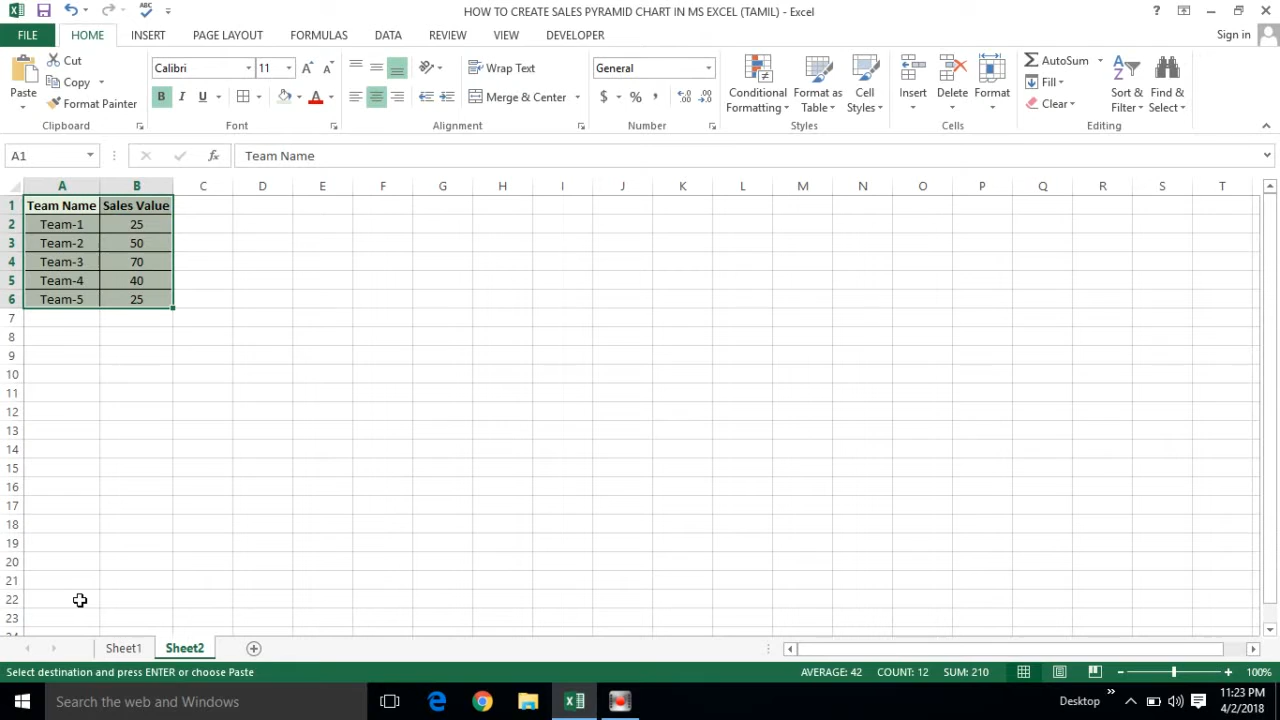 HOW TO CREATE SALES PYRAMID CHART IN MS EXCEL (TAMIL) - Excel
FILE HOME INSERT PAGE LAYOUT FORMULAS DATA REVIEW VIEW DEVELOPER Sign in
Paste
Cut
Copy
Format Painter
Clipboard
Calibri 11
B I U
Font
Wrap Text
Merge & Center
Alignment
General
$ % ,
Number
Conditional Formatting
Format as Table
Cell Styles
Styles
Insert Delete Format
Cells
AutoSum
Fill
Clear
Sort & Filter
Find & Select
Editing
A1 fx Team Name
A B C D E F G H I J K L M N O P Q R S T
1 Team Name Sales Value
2 Team-1 25
3 Team-2 50
4 Team-3 70
5 Team-4 40
6 Team-5 25
7
8
9
10
11
12
13
14
15
16
17
18
19
20
21
22
23
Sheet1 Sheet2
Select destination and press ENTER or choose Paste AVERAGE: 42 COUNT: 12 SUM: 210 100%
Search the web and Windows
Desktop
11:23 PM
4/2/2018